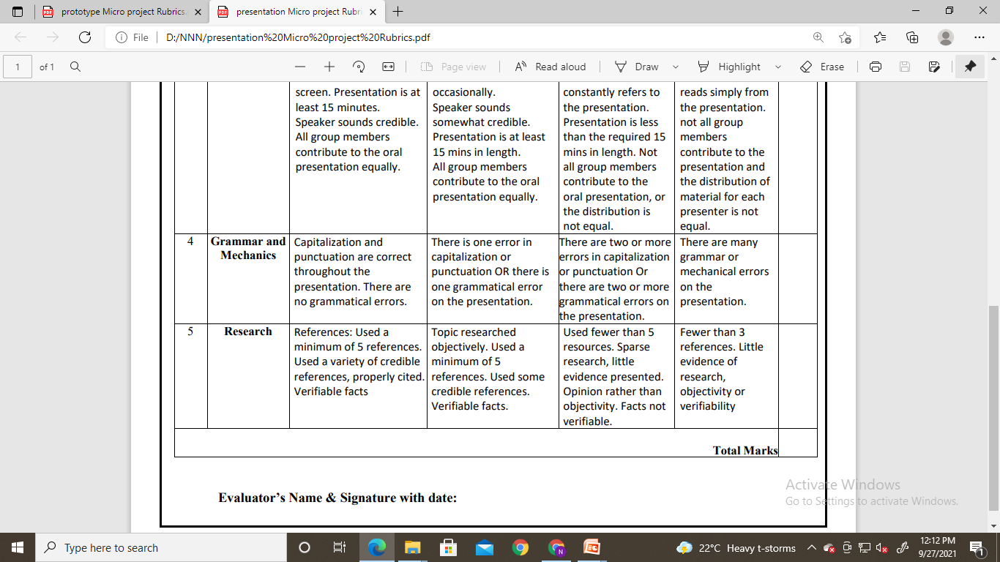 prototype Micro project Rubrics.
presentation Micro project Rubri
File
D:/NNN/presentation%20Micro%20project%20Rubrics.pdf
1 of 1
Page view
Read aloud
Draw
Highlight
Erase
screen. Presentation is at
least 15 minutes.
Speaker sounds credible.
All group members
contribute to the oral
presentation equally.
occasionally.
Speaker sounds
somewhat credible.
Presentation is at least
15 mins in length.
All group members
contribute to the oral
presentation equally.
constantly refers to
the presentation.
Presentation is less
than the required 15
mins in length. Not
all group members
contribute to the
oral presentation, or
the distribution is
not equal.
reads simply from
the presentation.
not all group
members
contribute to the
presentation and
the distribution of
material for each
presenter is not
equal.
4
Grammar and
Mechanics
Capitalization and
punctuation are correct
throughout the
presentation. There are
no grammatical errors.
There is one error in
capitalization or
punctuation OR there is
one grammatical error
on the presentation.
There are two or more
errors in capitalization
or punctuation Or
there are two or more
grammatical errors on
the presentation.
There are many
grammar or
mechanical errors
on the
presentation.
5
Research
References: Used a
minimum of 5 references.
Used a variety of credible
references, properly cited.
Verifiable facts
Topic researched
objectively. Used a
minimum of 5
references. Used some
credible references.
Verifiable facts.
Used fewer than 5
resources. Sparse
research, little
evidence presented.
Opinion rather than
objectivity. Facts not
verifiable.
Fewer than 3
references. Little
evidence of
research,
objectivity or
verifiability
Total Marks
Evaluator's Name & Signature with date:
Activate Windows
Go to Settings to activate Windows.
Type here to search
22°C Heavy t-storms
12:12 PM
9/27/2021